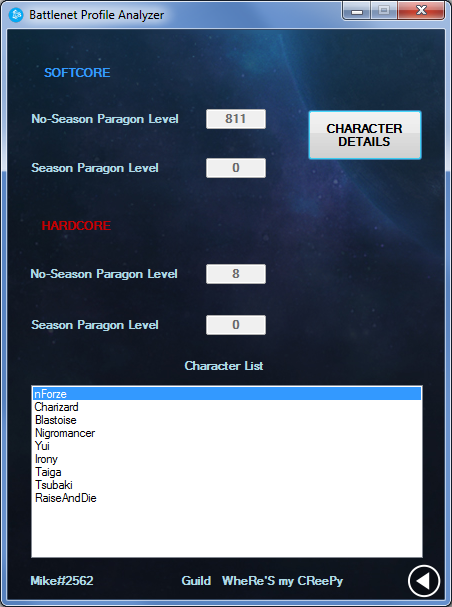 Battlenet Profile Analyzer
SOFTCORE
No-Season Paragon Level 811
CHARACTER
DETAILS
Season Paragon Level 0
HARDCORE
No-Season Paragon Level 8
Season Paragon Level 0
Character List
nForze
Charizard
Blastoise
Nigromancer
Yui
Irony
Taiga
Tsubaki
RaiseAndDie
Mike#2562 Guild WheRe'S my CReePy